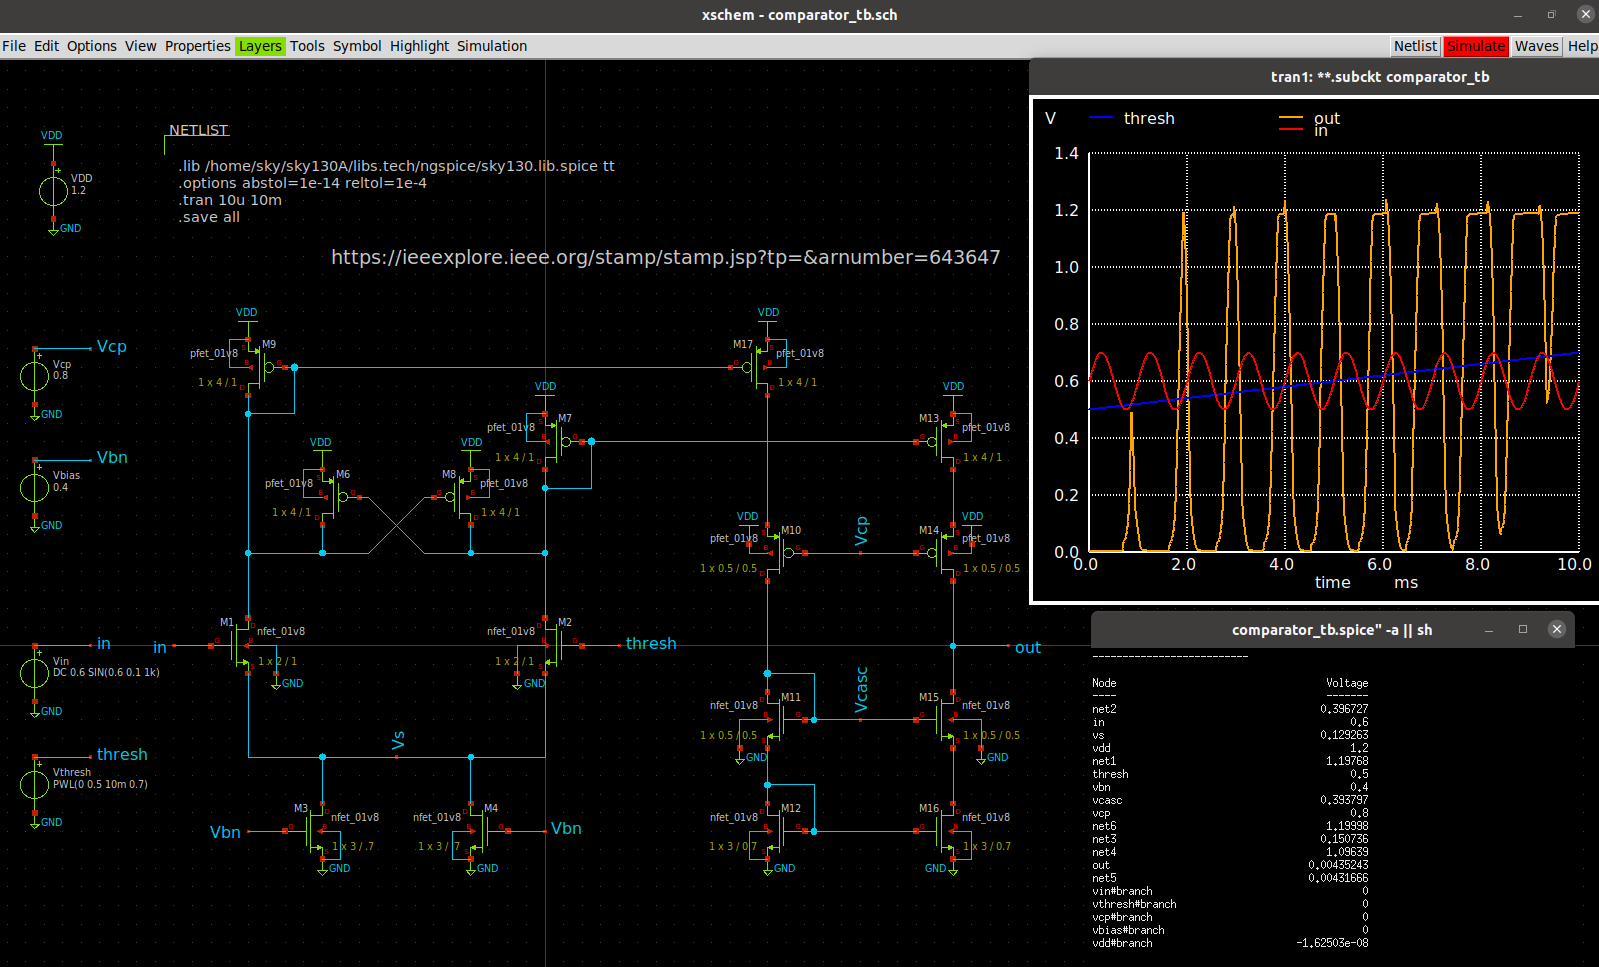 xschem - comparator_tb.sch
File Edit Options View Properties Layers Tools Symbol Highlight Simulation
Netlist Simulate Waves Help
tran1: **.subckt comparator_tb
V thresh out
in
1.4
1.2
1.0
0.8
0.6
0.4
0.2
0.0
0.0 2.0 4.0 6.0 8.0 10.0
time ms
VDD
VDD
1.2
GND
NETLIST
.lib /home/sky/sky130A/libs.tech/ngspice/sky130.lib.spice tt
.options abstol=1e-14 reltol=1e-4
.tran 10u 10m
.save all
https://ieeexplore.ieee.org/stamp/stamp.jsp?tp=&arnumber=643647
Vcp
Vcp
0.8
GND
Vbn
Vbias
0.4
GND
in
Vin
DC 0.6 SIN(0.6 0.1 1k)
GND
thresh
Vthresh
PWL(0 0.5 10m 0.7)
GND
VDD
M9
pfet_01v8
1 x 4 / 1
VDD
M6
pfet_01v8
1 x 4 / 1
VDD
M8
pfet_01v8
1 x 4 / 1
VDD
M7
pfet_01v8
1 x 4 / 1
VDD
M17
pfet_01v8
1 x 4 / 1
VDD
M13
pfet_01v8
1 x 4 / 1
VDD
M10
pfet_01v8
1 x 0.5 / 0.5
Vcp
VDD
M14
pfet_01v8
1 x 0.5 / 0.5
in
M1
nfet_01v8
1 x 2 / 1
GND
M2
nfet_01v8
1 x 2 / 1
GND
thresh
out
Vs
M11
nfet_01v8
1 x 0.5 / 0.5
GND
Vcasc
M15
nfet_01v8
1 x 0.5 / 0.5
GND
Vbn
M3
nfet_01v8
1 x 3 / .7
GND
M4
nfet_01v8
1 x 3 / .7
GND
Vbn
M12
nfet_01v8
1 x 3 / 0.7
GND
M16
nfet_01v8
1 x 3 / 0.7
GND
comparator_tb.spice" -a || sh
Node Voltage
---- -------
net2 0.396727
in 0.6
vs 0.129263
vdd 1.2
net1 1.19768
thresh 0.5
vbn 0.4
vcasc 0.393797
vcp 0.8
net6 1.19998
net3 0.150736
net4 1.09639
out 0.00435243
net5 0.00431666
vin#branch 0
vthresh#branch 0
vcp#branch 0
vbias#branch 0
vdd#branch -1.62503e-08